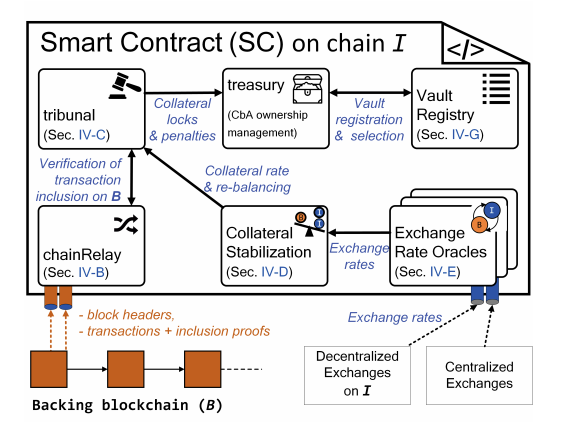 Smart Contract (SC) on chain I
</>
tribunal
(Sec. IV-C)
Collateral
locks
& penalties
treasury
(CbA ownership
management)
Vault
registration
& selection
Vault
Registry
(Sec. IV-G)
Verification of
transaction
inclusion on B
Collateral rate
& re-balancing
chainRelay
(Sec. IV-B)
Collateral
Stabilization
(Sec. IV-D)
B
I
I
Exchange
rates
Exchange
Rate Oracles
(Sec. IV-E)
I
B
- block headers,
- transactions + inclusion proofs
Exchange rates
Decentralized
Exchanges
on I
Centralized
Exchanges
Backing blockchain (B)